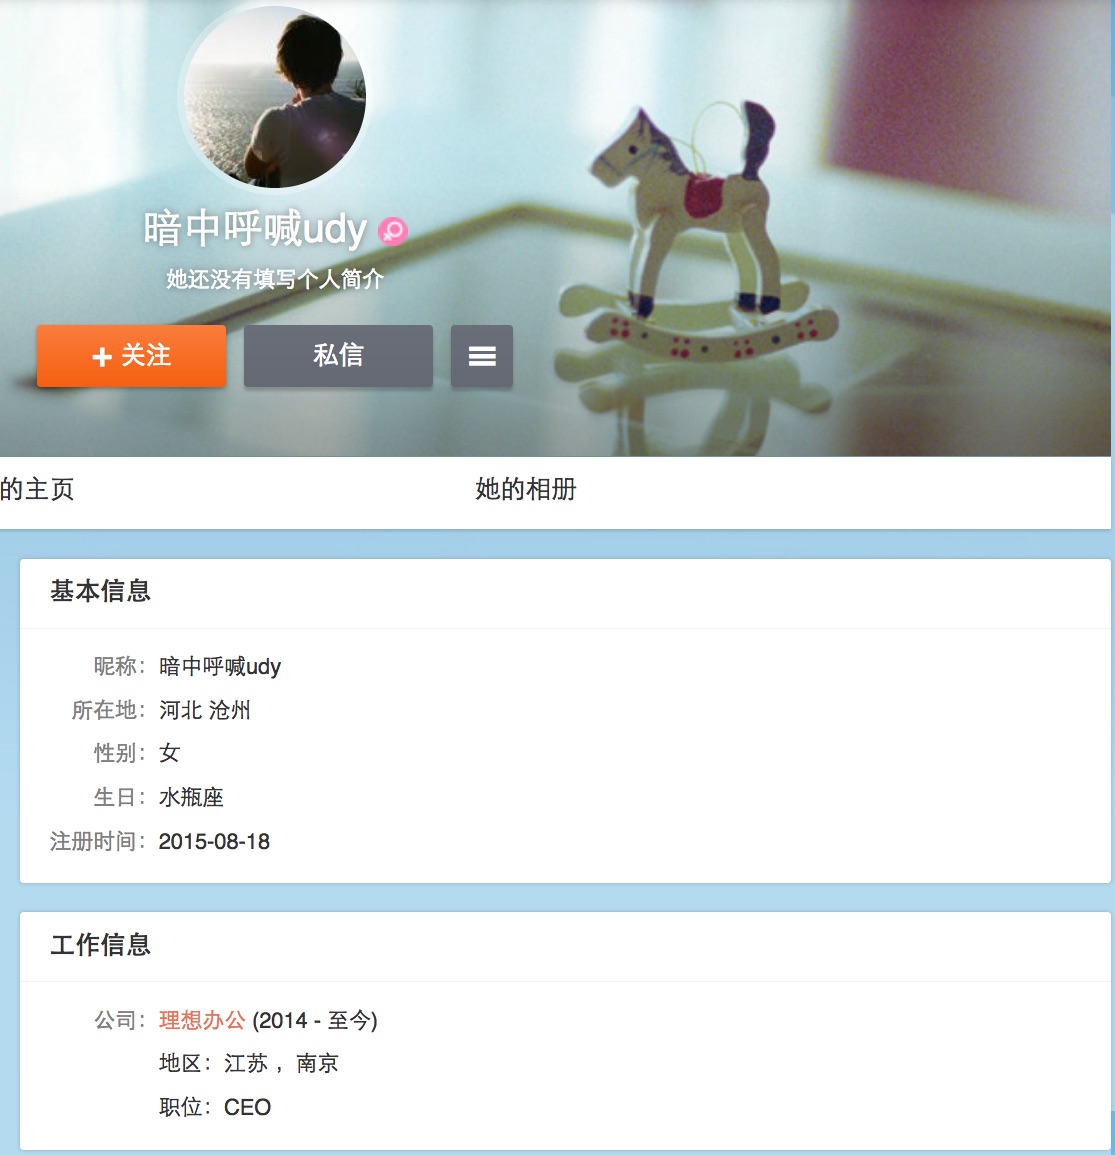 暗中呼喊udy
她还没有填写个人简介
+ 关注
私信
的主页
她的相册
基本信息
昵称： 暗中呼喊udy
所在地： 河北 沧州
性别： 女
生日： 水瓶座
注册时间： 2015-08-18
工作信息
公司： 理想办公 (2014 - 至今)
地区：江苏 ，南京
职位：CEO